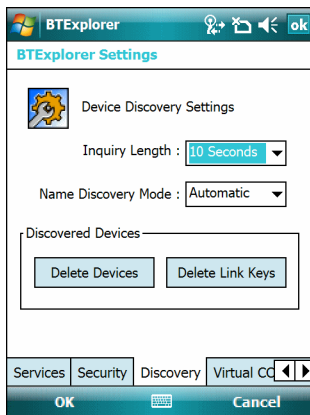 BTExplorer ok
BTExplorer Settings
Device Discovery Settings
Inquiry Length : 10 Seconds
Name Discovery Mode : Automatic
Discovered Devices
Delete Devices Delete Link Keys
Services Security Discovery Virtual CO
OK Cancel